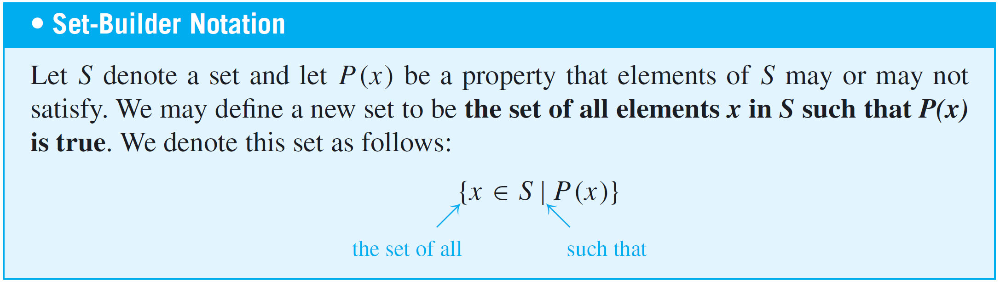 • Set-Builder Notation
Let S denote a set and let P(x) be a property that elements of S may or may not
satisfy. We may define a new set to be the set of all elements x in S such that P(x)
is true. We denote this set as follows:
{x ∈ S | P(x)}
the set of all such that